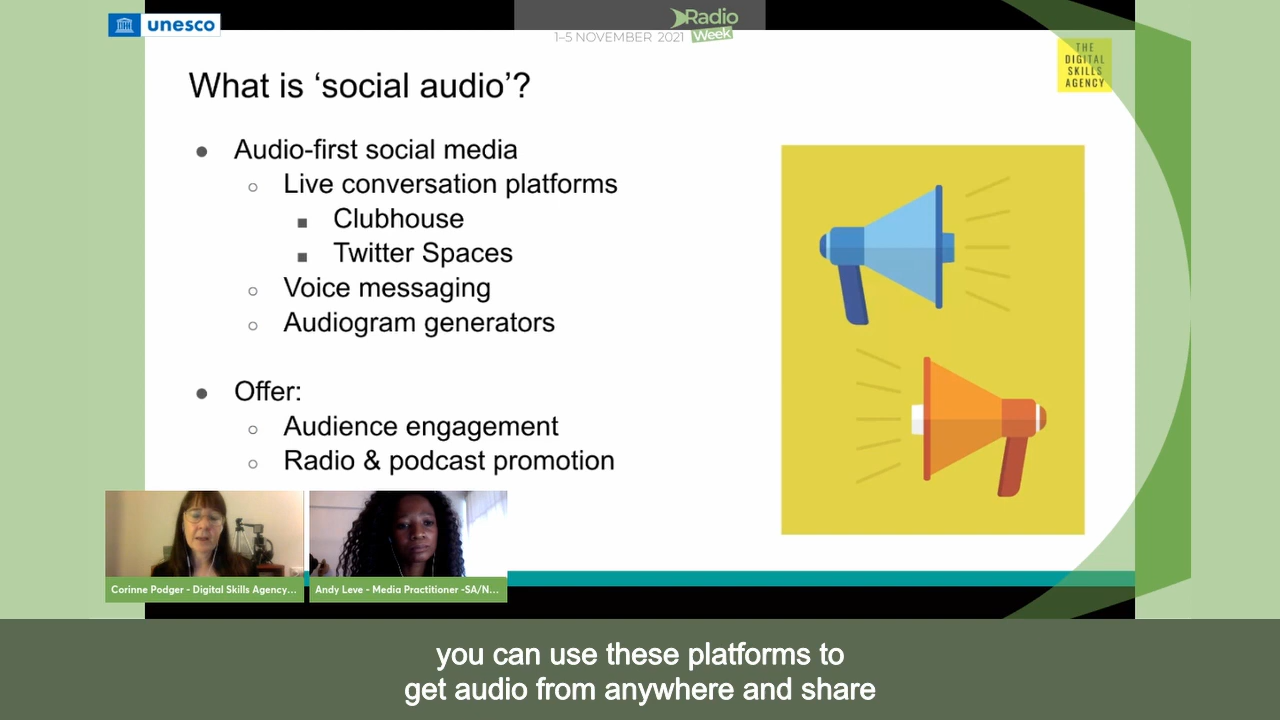 unesco
Radio
Week
1–5 NOVEMBER 2021
THE
DIGITAL
SKILLS
AGENCY
What is ‘social audio’?
● Audio-first social media
○ Live conversation platforms
■ Clubhouse
■ Twitter Spaces
○ Voice messaging
○ Audiogram generators
● Offer:
○ Audience engagement
○ Radio & podcast promotion
Corinne Podger - Digital Skills Agency...
Andy Leve - Media Practitioner -SA/N...
you can use these platforms to
get audio from anywhere and share